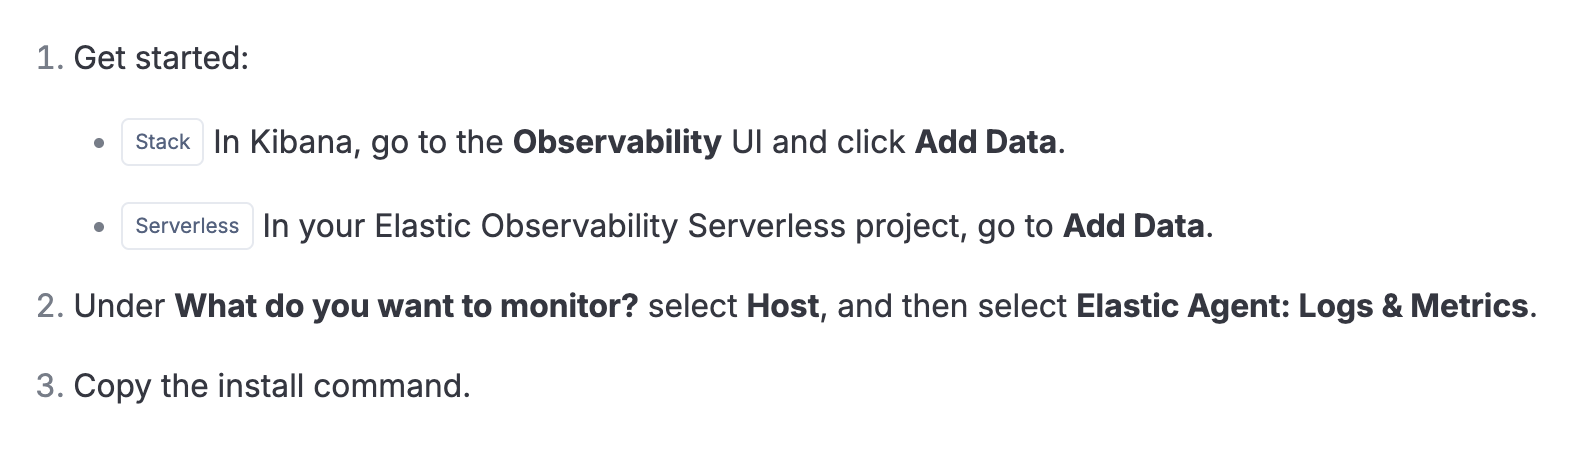 1. Get started:
• Stack In Kibana, go to the Observability UI and click Add Data.
• Serverless In your Elastic Observability Serverless project, go to Add Data.
2. Under What do you want to monitor? select Host, and then select Elastic Agent: Logs & Metrics.
3. Copy the install command.